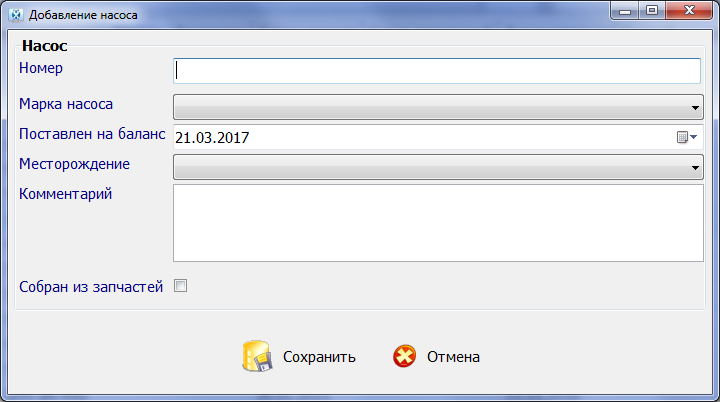 Добавление насоса
Насос
Номер
Марка насоса
Поставлен на баланс 21.03.2017
Месторождение
Комментарий
Собран из запчастей
Сохранить Отмена